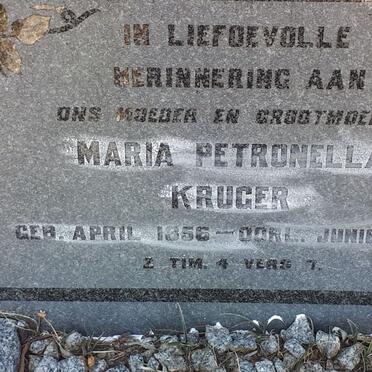 IN LIEFDEVOLLE
HERINNERING AAN
ONS MOEDER EN GROOTMOE
MARIA PETRONELLA
KRUGER
GEB. APRIL 1856 — OORL. JUNIE
2 TIM. 4 VERS 7.